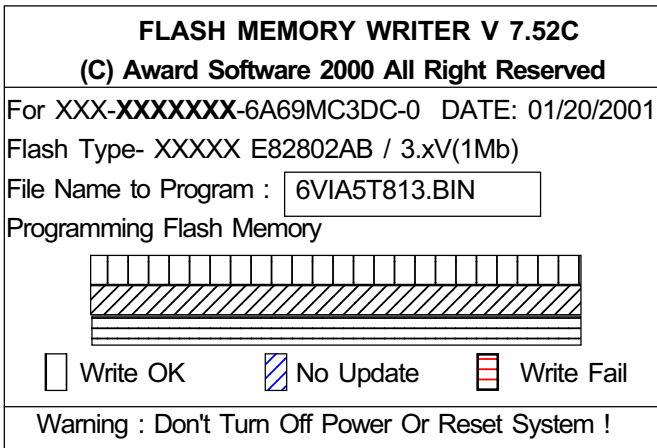 FLASH MEMORY WRITER V 7.52C
(C) Award Software 2000 All Right Reserved
For XXX-XXXXXXX-6A69MC3DC-0 DATE: 01/20/2001
Flash Type- XXXXX E82802AB / 3.xV(1Mb)
File Name to Program : 6VIA5T813.BIN
Programming Flash Memory
Write OK No Update Write Fail
Warning : Don't Turn Off Power Or Reset System !